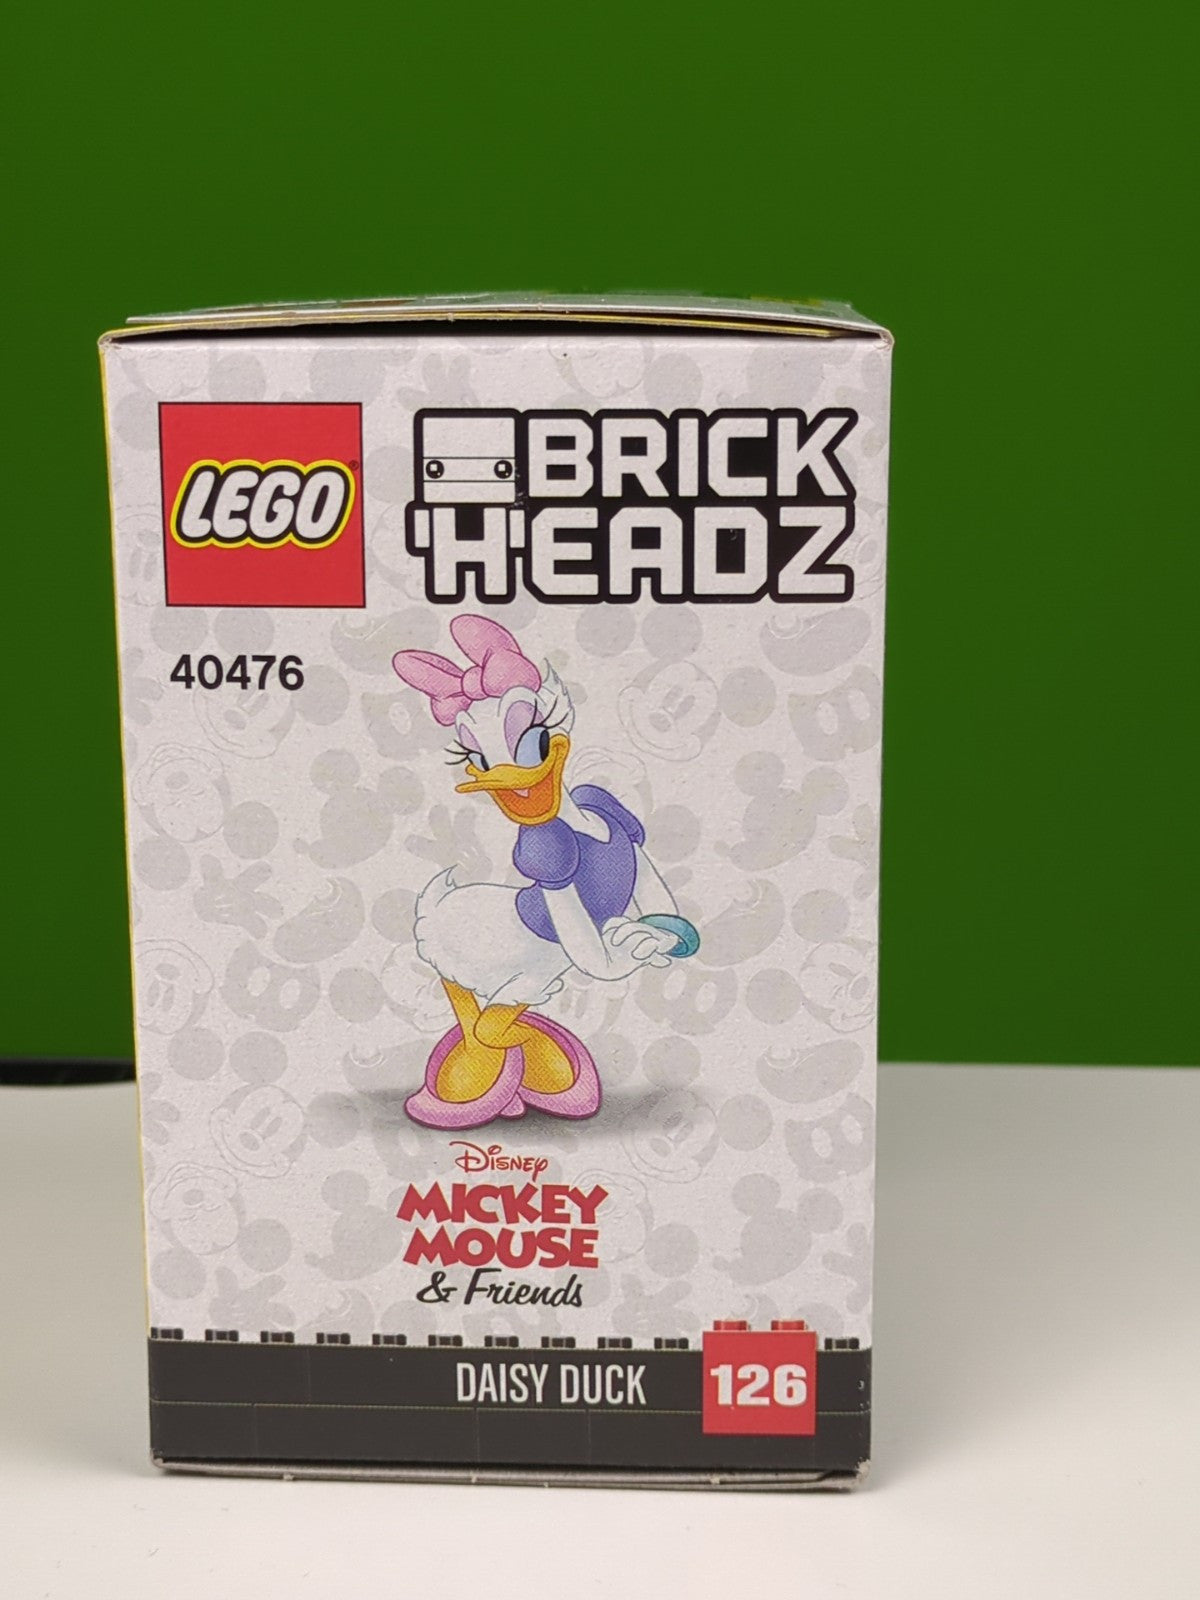 LEGO®
BRICK
HEADZ
40476
Disney
MICKEY
MOUSE
& Friends
DAISY DUCK
126